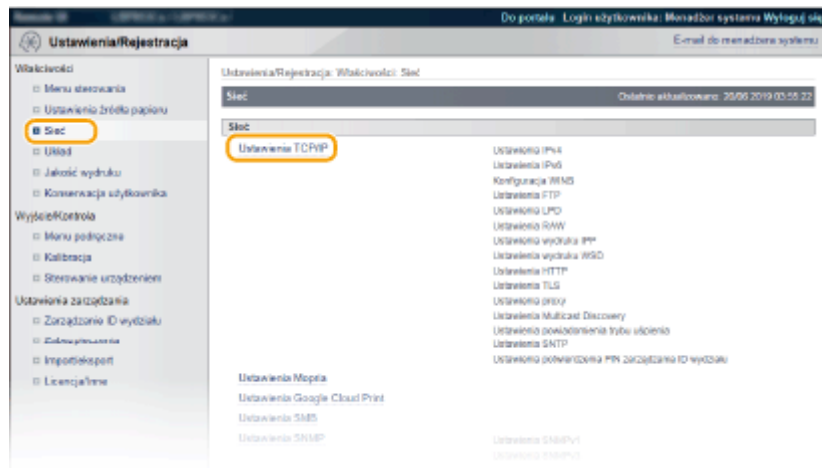 Do portalu Login użytkownika: Menadżer systemu Wyloguj się
Ustawienia/Rejestracja
E-mail do menadżera systemu
Właściwości
Ustawienia/Rejestracja: Właściwości: Sieć
Menu sterowania
Ustawienia źródła papieru
Sieć
Układ
Jakość wydruku
Konserwacja użytkownika
Wyjście/Kontrola
Menu podręczne
Kalibracja
Sterowanie urządzeniem
Ustawienia zarządzania
Zarządzanie ID wydziału
Import/eksport
Licencja/Inne
Sieć
Ostatnio aktualizowano: 20/06 2019 03:55:22
Sieć
Ustawienia TCP/IP
Ustawienia IPv4
Ustawienia IPv6
Konfiguracja WINS
Ustawienia FTP
Ustawienia LPD
Ustawienia RAW
Ustawienia wydruku IPP
Ustawienia wydruku WSD
Ustawienia HTTP
Ustawienia TLS
Ustawienia proxy
Ustawienia Multicast Discovery
Ustawienia powiadomienia trybu uśpienia
Ustawienia SNTP
Ustawienia potwierdzenia PIN zarządzania ID wydziału
Ustawienia Mopria
Ustawienia Google Cloud Print
Ustawienia SMB
Ustawienia SNMP
Ustawienia SNMPv1